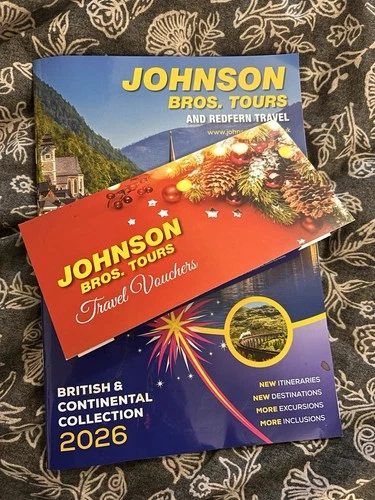 JOHNSON
BROS. TOURS
AND REDFERN TRAVEL
JOHNSON
BROS. TOURS
Travel Vouchers
BRITISH &
CONTINENTAL
COLLECTION
2026
NEW ITINERARIES
NEW DESTINATIONS
MORE EXCURSIONS
MORE INCLUSIONS